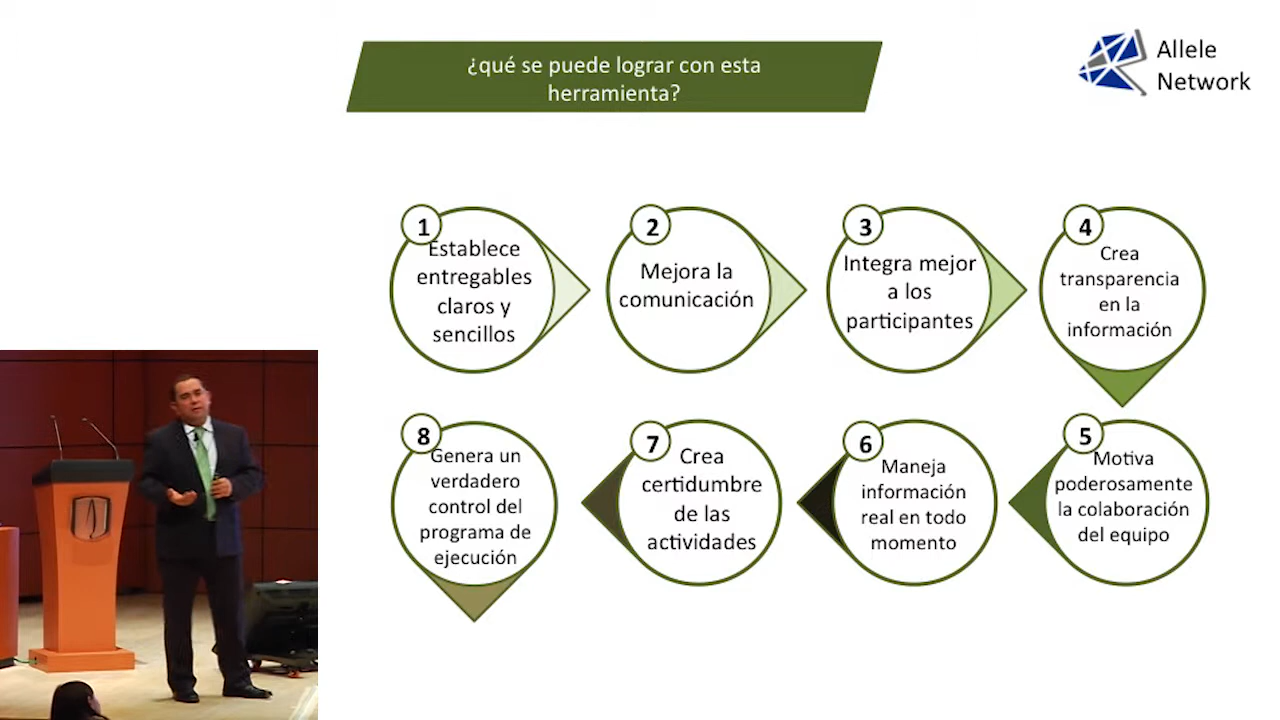 ¿qué se puede lograr con esta
herramienta?
Allele
Network
1
Establece
entregables
claros y
sencillos
2
Mejora la
comunicación
3
Integra mejor
a los
participantes
4
Crea
transparencia
en la
información
5
Motiva
poderosamente
la colaboración
del equipo
6
Maneja
información
real en todo
momento
7
Crea
certidumbre
de las
actividades
8
Genera un
verdadero
control del
programa de
ejecución